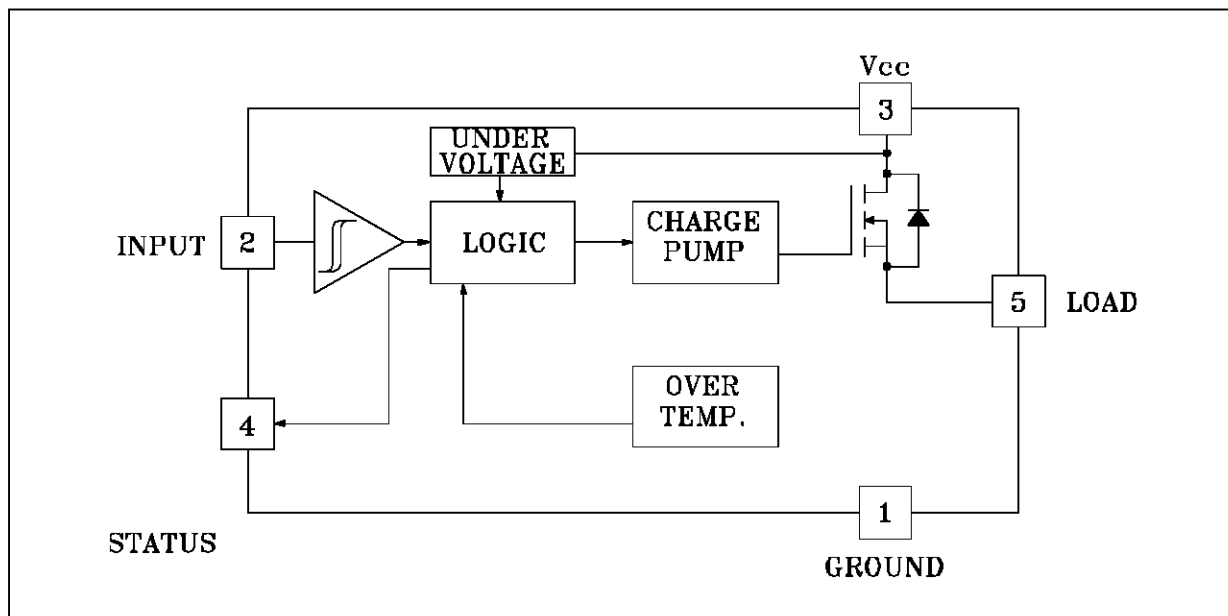 Vcc
3
UNDER
VOLTAGE
INPUT
2
LOGIC
CHARGE
PUMP
5
LOAD
4
OVER
TEMP.
1
STATUS
GROUND